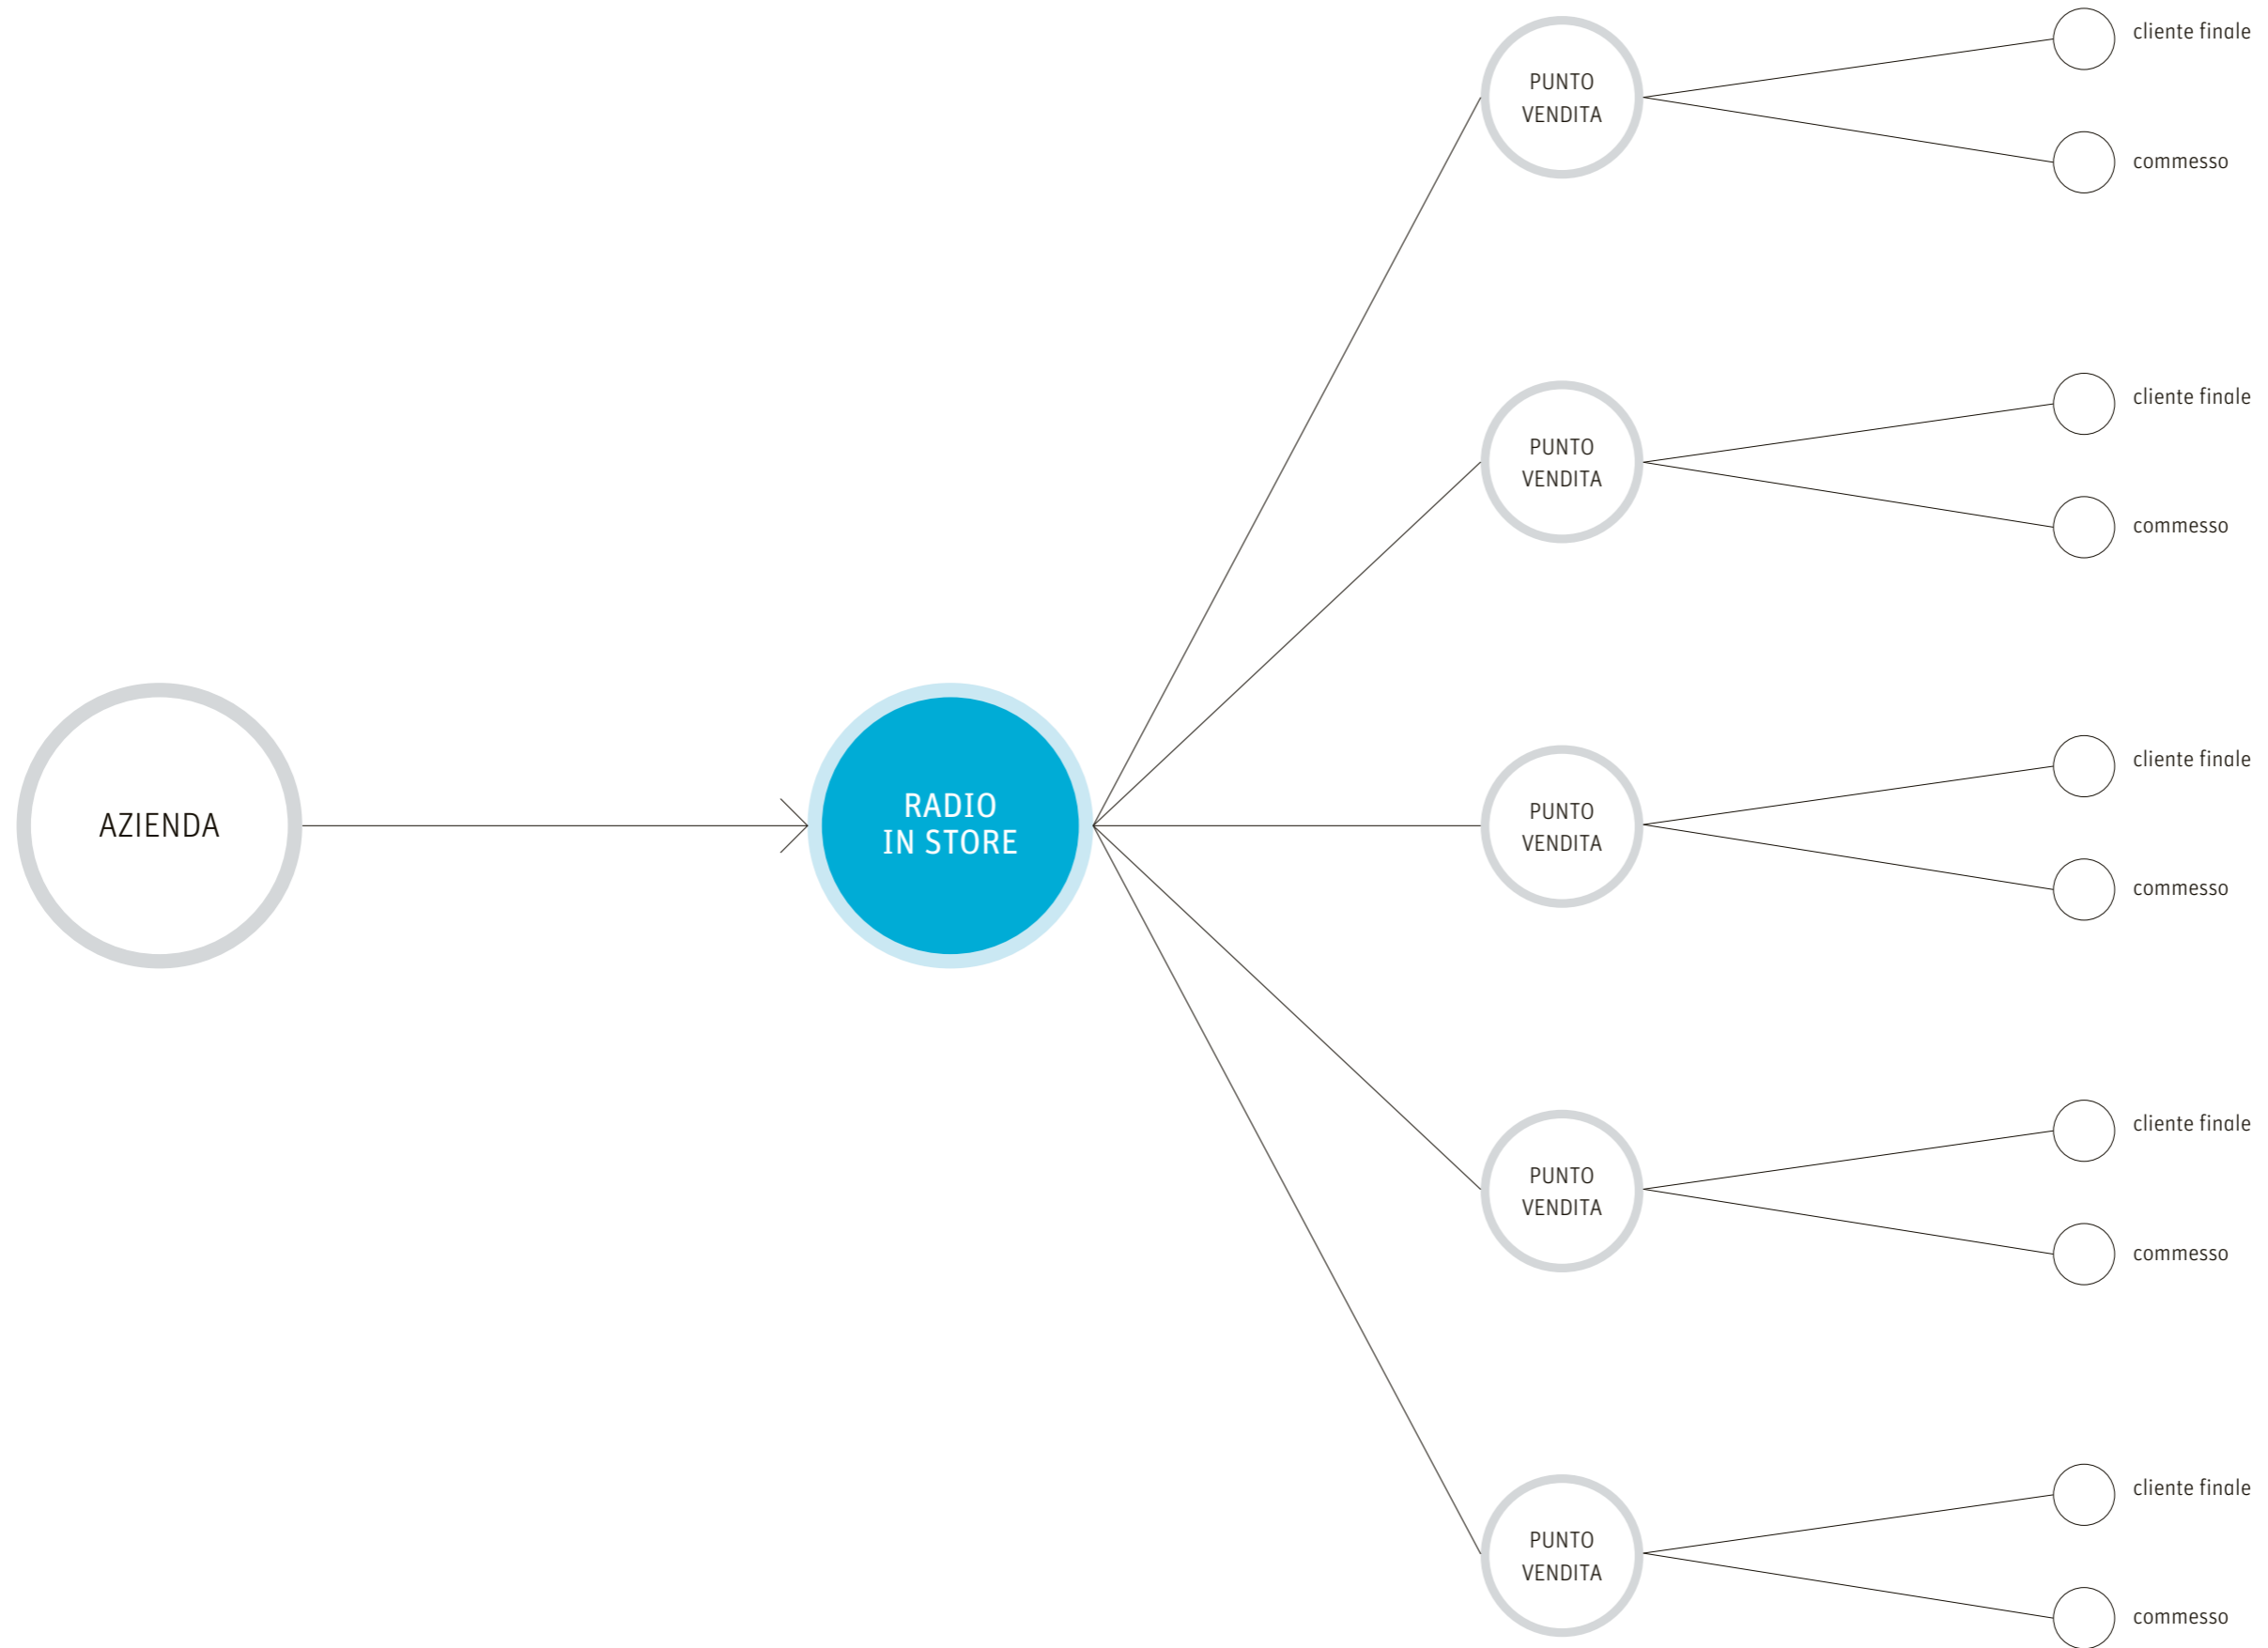 AZIENDA
RADIO
IN STORE
PUNTO
VENDITA
cliente finale
commesso
PUNTO
VENDITA
cliente finale
commesso
PUNTO
VENDITA
cliente finale
commesso
PUNTO
VENDITA
cliente finale
commesso
PUNTO
VENDITA
cliente finale
commesso